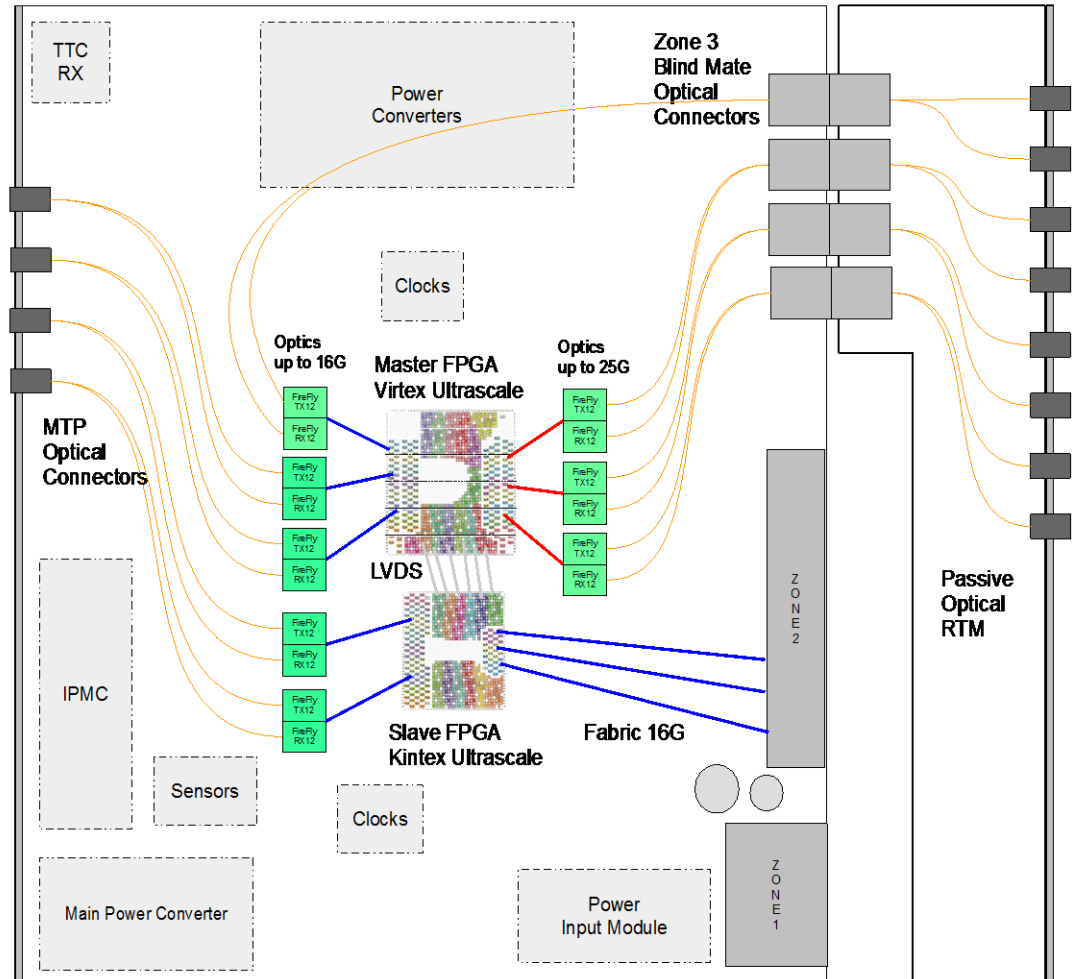 TTC
RX
Power
Converters
Zone 3
Blind Mate
Optical
Connectors
Clocks
Optics
up to 16G
Master FPGA
Virtex Ultrascale
Optics
up to 25G
FireFly
TX12
FireFly
RX12
FireFly
TX12
FireFly
RX12
FireFly
TX12
FireFly
RX12
FireFly
TX12
FireFly
RX12
FireFly
TX12
FireFly
RX12
FireFly
TX12
FireFly
RX12
FireFly
TX12
FireFly
RX12
FireFly
TX12
FireFly
RX12
MTP
Optical
Connectors
LVDS
ZONE2
Passive
Optical
RTM
IPMC
Slave FPGA
Kintex Ultrascale
Fabric 16G
Sensors
Clocks
Main Power Converter
Power
Input Module
ZONE1